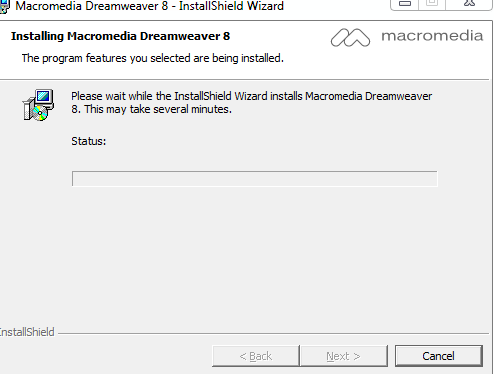 Macromedia Dreamweaver 8 - InstallShield Wizard
Installing Macromedia Dreamweaver 8
macromedia
The program features you selected are being installed.
Please wait while the InstallShield Wizard installs Macromedia Dreamweaver
8. This may take several minutes.
Status:
InstallShield
< Back
Next >
Cancel